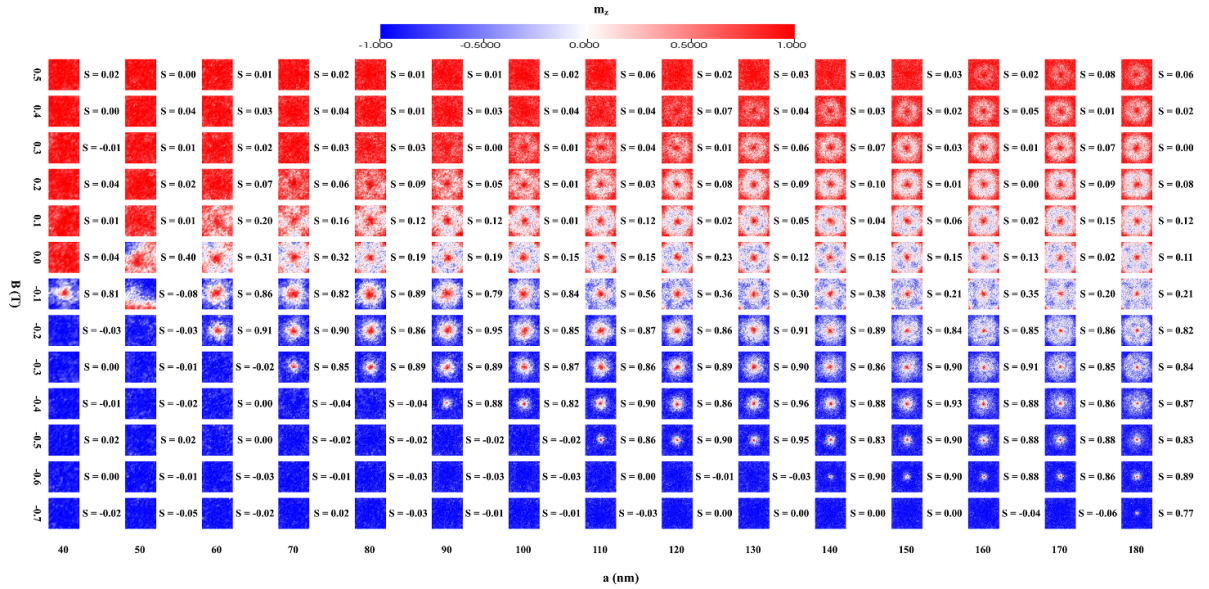 m_z
-1.000 -0.5000 0.000 0.5000 1.000
0.5 S = 0.02 S = 0.00 S = 0.01 S = 0.02 S = 0.01 S = 0.01 S = 0.02 S = 0.06 S = 0.02 S = 0.03 S = 0.03 S = 0.03 S = 0.02 S = 0.08 S = 0.06
0.4 S = 0.00 S = 0.04 S = 0.03 S = 0.04 S = 0.01 S = 0.03 S = 0.04 S = 0.04 S = 0.07 S = 0.04 S = 0.03 S = 0.02 S = 0.05 S = 0.01 S = 0.02
0.3 S = -0.01 S = 0.01 S = 0.02 S = 0.03 S = 0.03 S = 0.00 S = 0.01 S = 0.04 S = 0.01 S = 0.06 S = 0.07 S = 0.03 S = 0.01 S = 0.07 S = 0.00
0.2 S = 0.04 S = 0.02 S = 0.07 S = 0.06 S = 0.09 S = 0.05 S = 0.01 S = 0.03 S = 0.08 S = 0.09 S = 0.10 S = 0.01 S = 0.00 S = 0.09 S = 0.08
0.1 S = 0.01 S = 0.01 S = 0.20 S = 0.16 S = 0.12 S = 0.12 S = 0.01 S = 0.12 S = 0.02 S = 0.05 S = 0.04 S = 0.06 S = 0.02 S = 0.15 S = 0.12
0.0 S = 0.04 S = 0.40 S = 0.31 S = 0.32 S = 0.19 S = 0.19 S = 0.15 S = 0.15 S = 0.23 S = 0.12 S = 0.15 S = 0.15 S = 0.13 S = 0.02 S = 0.11
B (T)
-0.1 S = 0.81 S = -0.08 S = 0.86 S = 0.82 S = 0.89 S = 0.79 S = 0.84 S = 0.56 S = 0.36 S = 0.30 S = 0.38 S = 0.21 S = 0.35 S = 0.20 S = 0.21
-0.2 S = -0.03 S = -0.03 S = 0.91 S = 0.90 S = 0.86 S = 0.95 S = 0.85 S = 0.87 S = 0.86 S = 0.91 S = 0.89 S = 0.84 S = 0.85 S = 0.86 S = 0.82
-0.3 S = 0.00 S = -0.01 S = -0.02 S = 0.85 S = 0.89 S = 0.89 S = 0.87 S = 0.86 S = 0.89 S = 0.90 S = 0.86 S = 0.90 S = 0.91 S = 0.85 S = 0.84
-0.4 S = -0.01 S = -0.02 S = 0.00 S = -0.04 S = -0.04 S = 0.88 S = 0.82 S = 0.90 S = 0.86 S = 0.96 S = 0.88 S = 0.93 S = 0.88 S = 0.86 S = 0.87
-0.5 S = 0.02 S = 0.02 S = 0.00 S = -0.02 S = -0.02 S = -0.02 S = -0.02 S = 0.86 S = 0.90 S = 0.95 S = 0.83 S = 0.90 S = 0.88 S = 0.88 S = 0.83
-0.6 S = 0.00 S = -0.01 S = -0.03 S = -0.01 S = -0.03 S = -0.03 S = -0.03 S = 0.00 S = -0.01 S = -0.03 S = 0.90 S = 0.90 S = 0.88 S = 0.86 S = 0.89
-0.7 S = -0.02 S = -0.05 S = -0.02 S = 0.02 S = -0.03 S = -0.01 S = -0.01 S = -0.03 S = 0.00 S = 0.00 S = 0.00 S = 0.00 S = -0.04 S = -0.06 S = 0.77
40 50 60 70 80 90 100 110 120 130 140 150 160 170 180
a (nm)